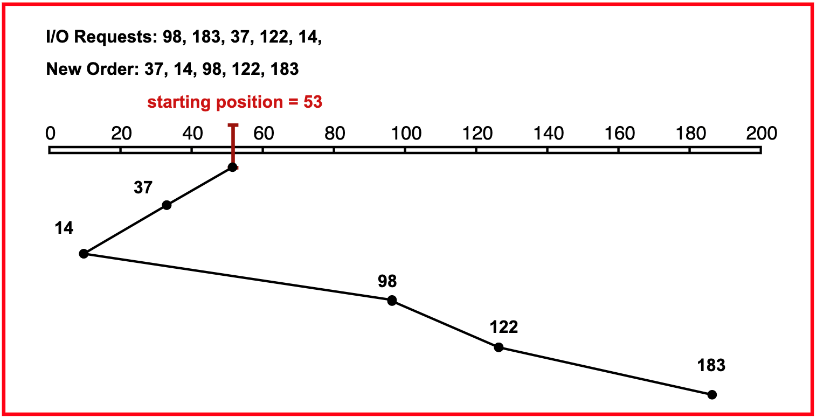 I/O Requests: 98, 183, 37, 122, 14,
New Order: 37, 14, 98, 122, 183
starting position = 53
0 20 40 60 80 100 120 140 160 180 200
37
14
98
122
183